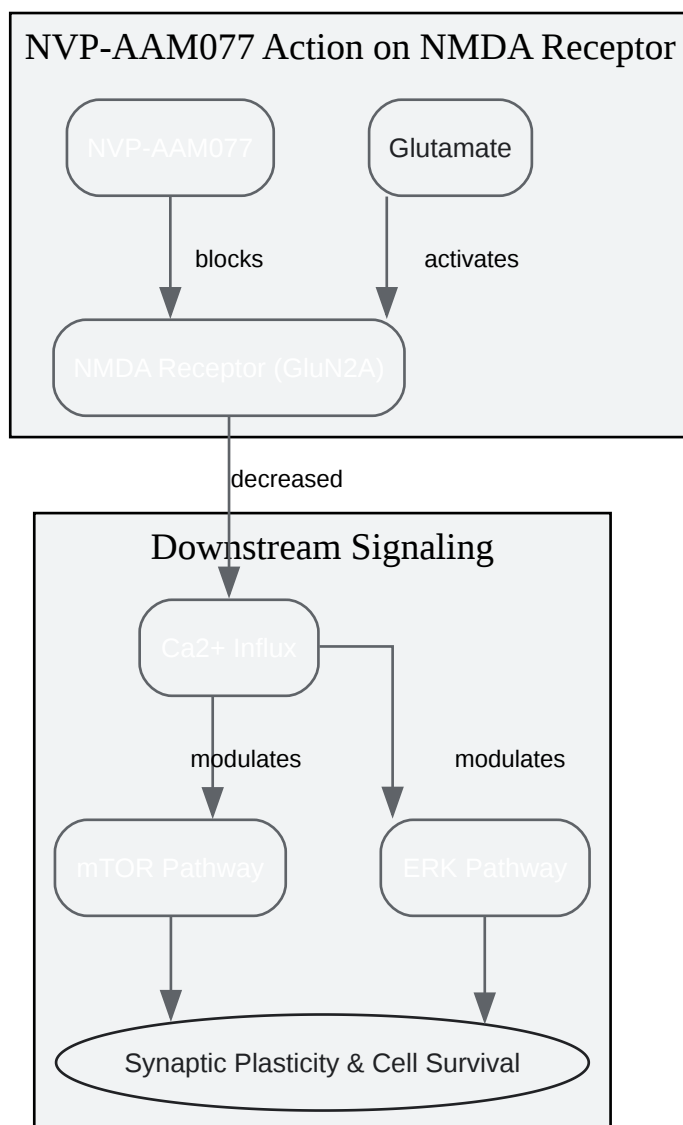 NVP-AAM077 Action on NMDA Receptor
NVP-AAM077
Glutamate
blocks
activates
NMDA Receptor (GluN2A)
decreased
Downstream Signaling
Ca2+ Influx
modulates
modulates
mTOR Pathway
ERK Pathway
Synaptic Plasticity & Cell Survival